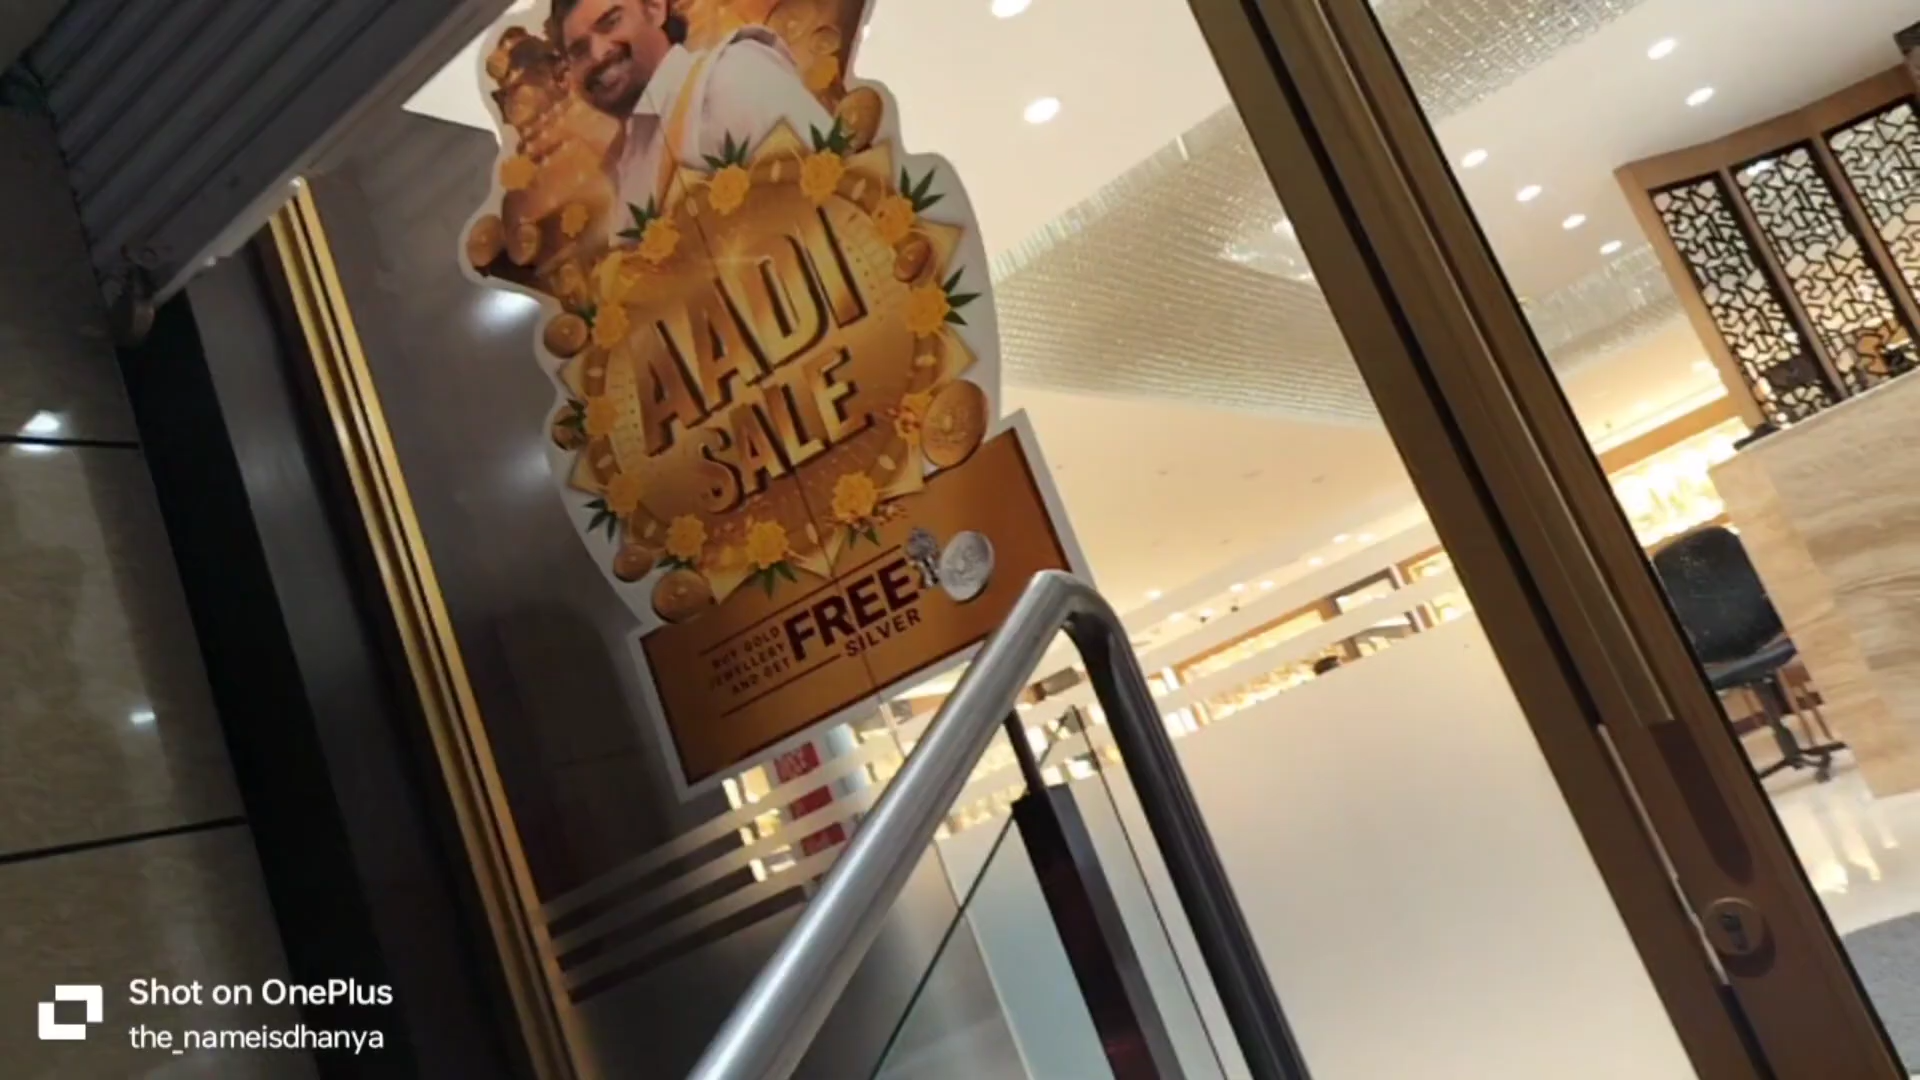 AADI
SALE
BUY GOLD
JEWELLERY
AND GET
FREE
SILVER
Shot on OnePlus
the_nameisdhanya